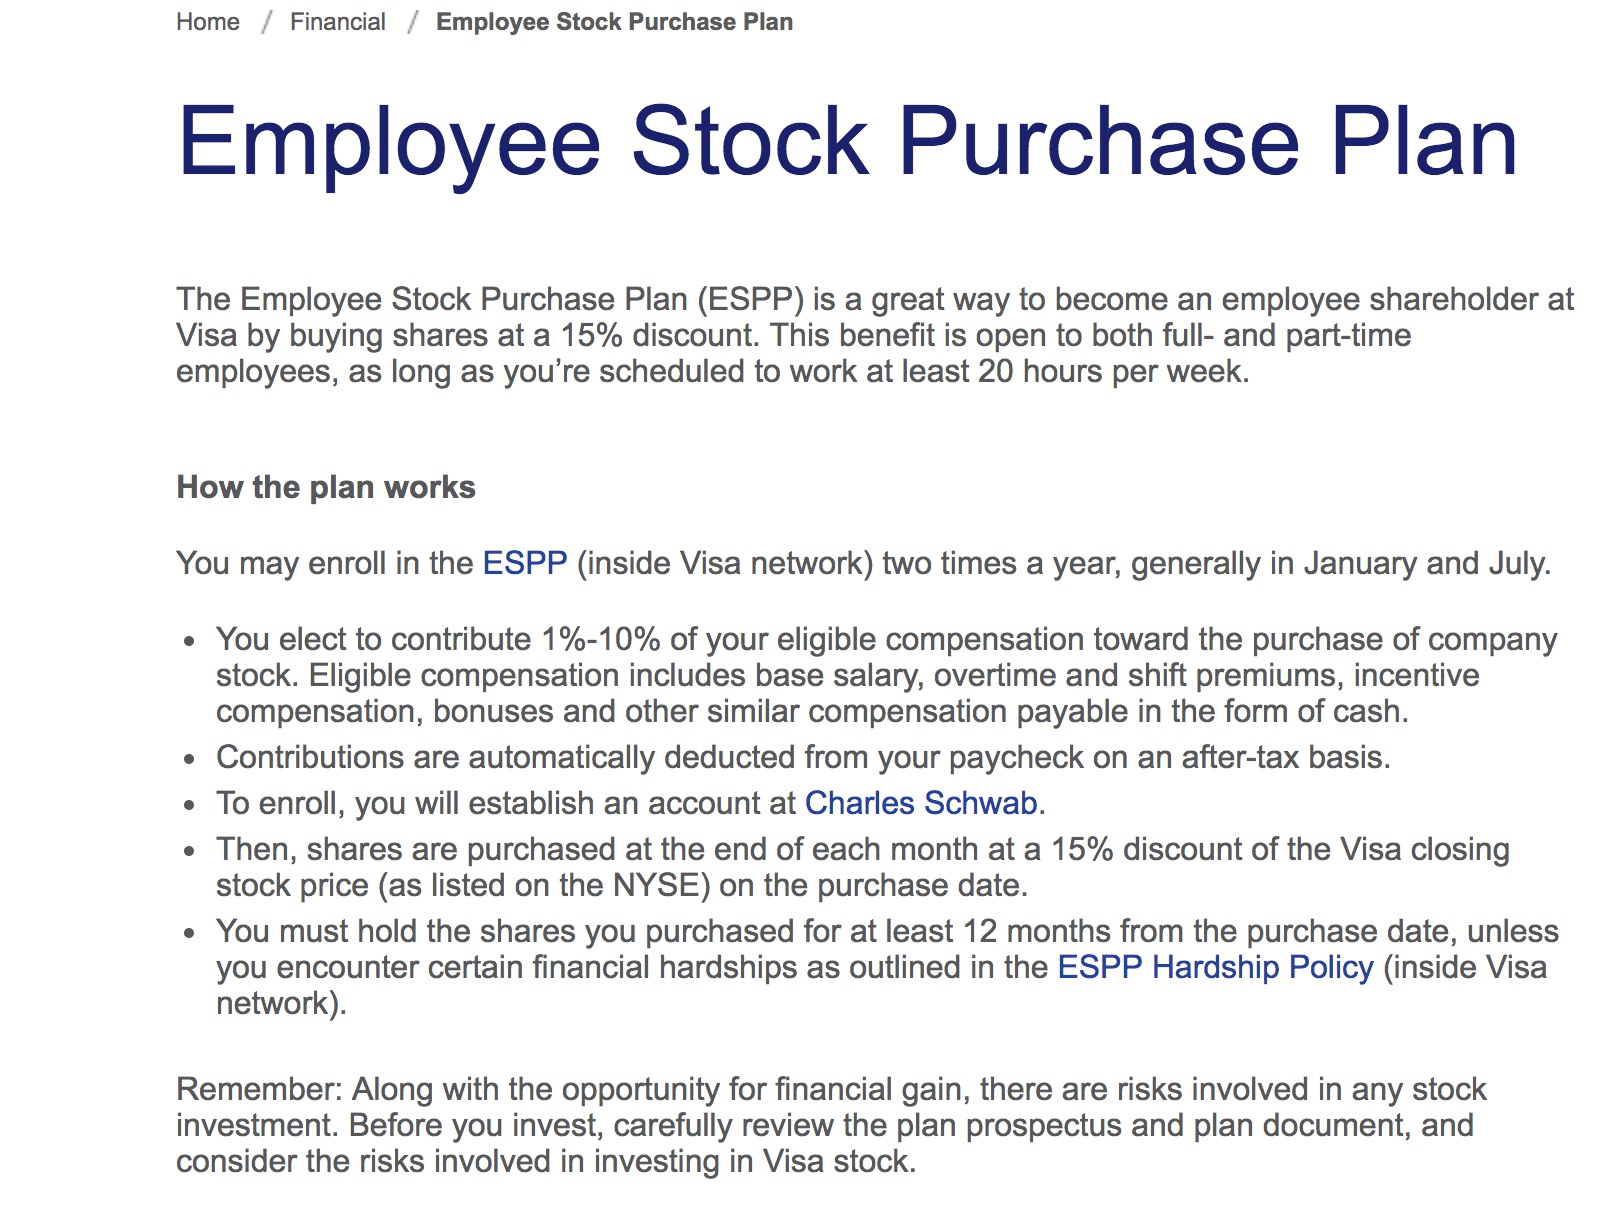 Home / Financial / Employee Stock Purchase Plan
Employee Stock Purchase Plan
The Employee Stock Purchase Plan (ESPP) is a great way to become an employee shareholder at
Visa by buying shares at a 15% discount. This benefit is open to both full- and part-time
employees, as long as you’re scheduled to work at least 20 hours per week.
How the plan works
You may enroll in the ESPP (inside Visa network) two times a year, generally in January and July.
• You elect to contribute 1%-10% of your eligible compensation toward the purchase of company
stock. Eligible compensation includes base salary, overtime and shift premiums, incentive
compensation, bonuses and other similar compensation payable in the form of cash.
• Contributions are automatically deducted from your paycheck on an after-tax basis.
• To enroll, you will establish an account at Charles Schwab.
• Then, shares are purchased at the end of each month at a 15% discount of the Visa closing
stock price (as listed on the NYSE) on the purchase date.
• You must hold the shares you purchased for at least 12 months from the purchase date, unless
you encounter certain financial hardships as outlined in the ESPP Hardship Policy (inside Visa
network).
Remember: Along with the opportunity for financial gain, there are risks involved in any stock
investment. Before you invest, carefully review the plan prospectus and plan document, and
consider the risks involved in investing in Visa stock.